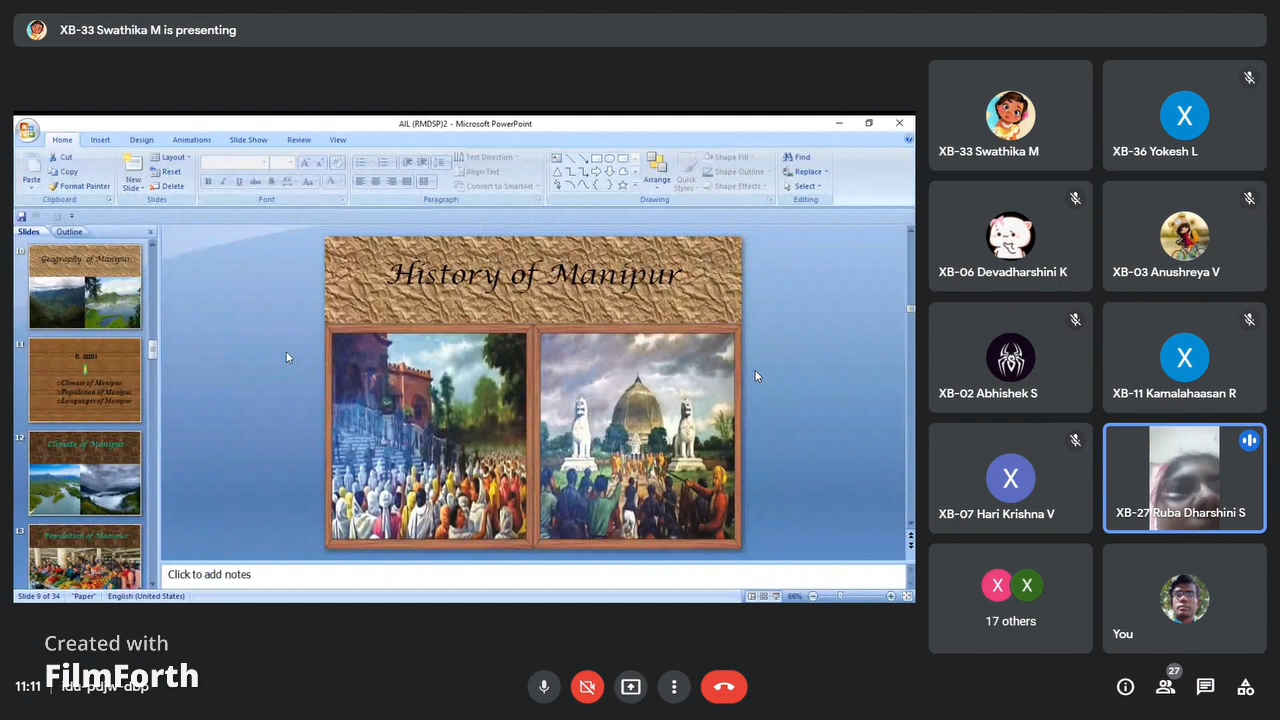 XB-33 Swathika M is presenting
AIL (RMDSP)2 - Microsoft PowerPoint
Home Insert Design Animations Slide Show Review View
Paste
Cut
Copy
Format Painter
Clipboard
New Slide
Layout
Reset
Delete
Slides
B I U abc S AV Aa A
Font
Text Direction
Align Text
Convert to SmartArt
Paragraph
Arrange
Quick Styles
Shape Fill
Shape Outline
Shape Effects
Drawing
Find
Replace
Select
Editing
Slides Outline
10
Geography of Manipur
11
Climate of Manipur
Population of Manipur
Languages of Manipur
12
Climate of Manipur
13
Population of Manipur
History of Manipur
Click to add notes
Slide 9 of 34 "Paper" English (United States) 66%
XB-33 Swathika M
X
XB-36 Yokesh L
XB-06 Devadharshini K
XB-03 Anushreya V
XB-02 Abhishek S
X
XB-11 Kamalahaasan R
X
XB-07 Hari Krishna V
XB-27 Ruba Dharshini S
X X
17 others
You
Created with
FilmForth
11:11 | idu-pdjw-dbp
27